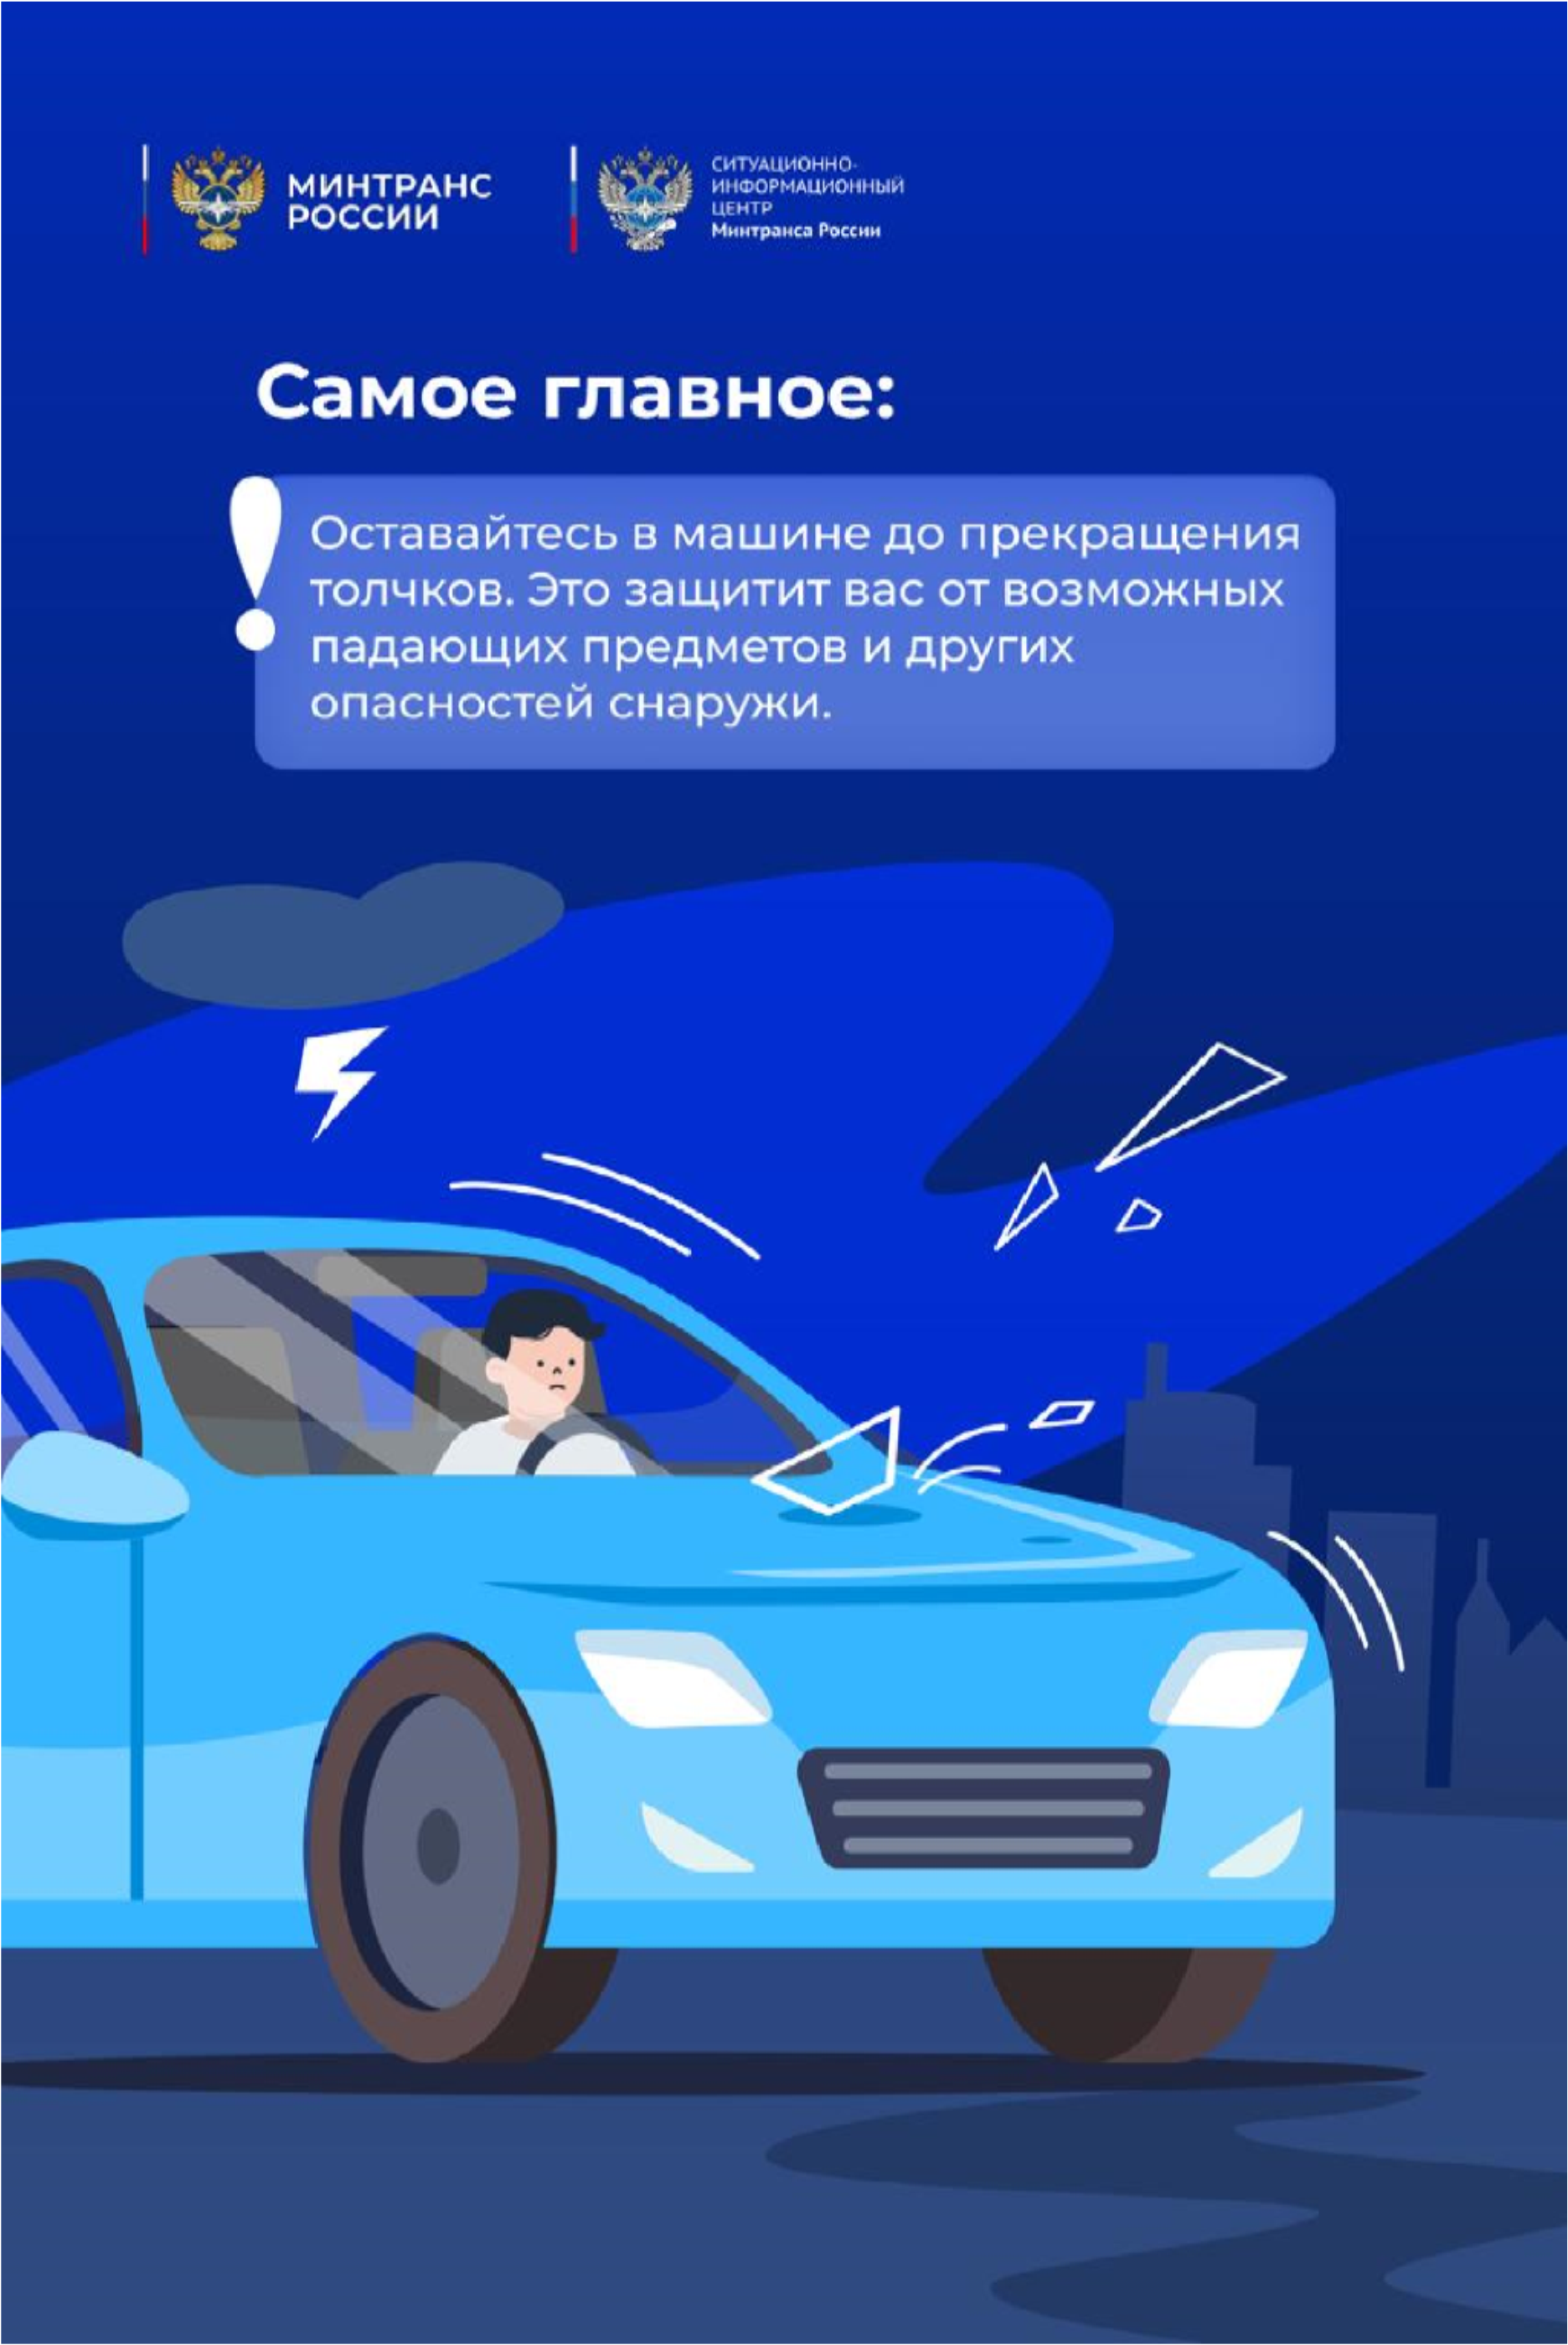 МИНТРАНС
РОССИИ
СИТУАЦИОННО-
ИНФОРМАЦИОННЫЙ
ЦЕНТР
Минтранса России
Самое главное:
Оставайтесь в машине до прекращения
толчков. Это защитит вас от возможных
падающих предметов и других
опасностей снаружи.